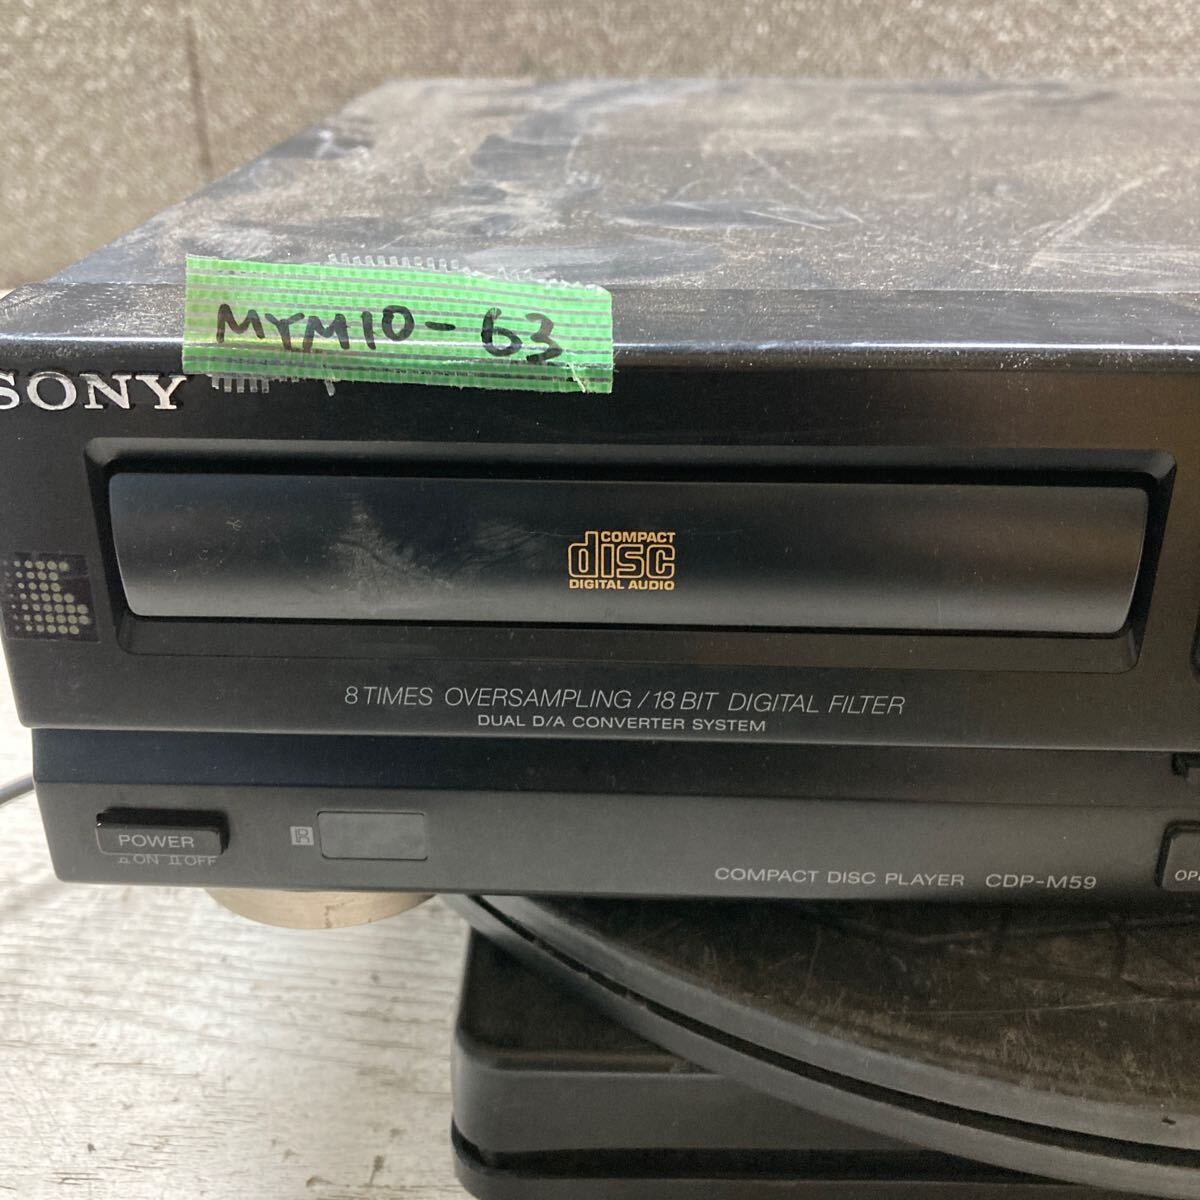 MYM10-63
SONY
COMPACT
disc
DIGITAL AUDIO
8 TIMES OVERSAMPLING / 18 BIT DIGITAL FILTER
DUAL D/A CONVERTER SYSTEM
POWER
ON OFF
R
COMPACT DISC PLAYER CDP-M59